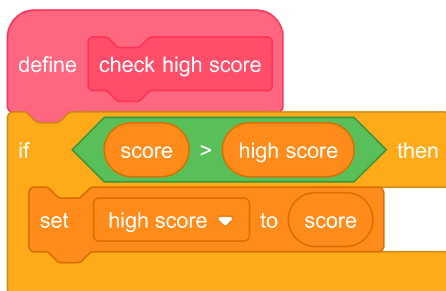 define check high score
if score > high score then
set high score to score